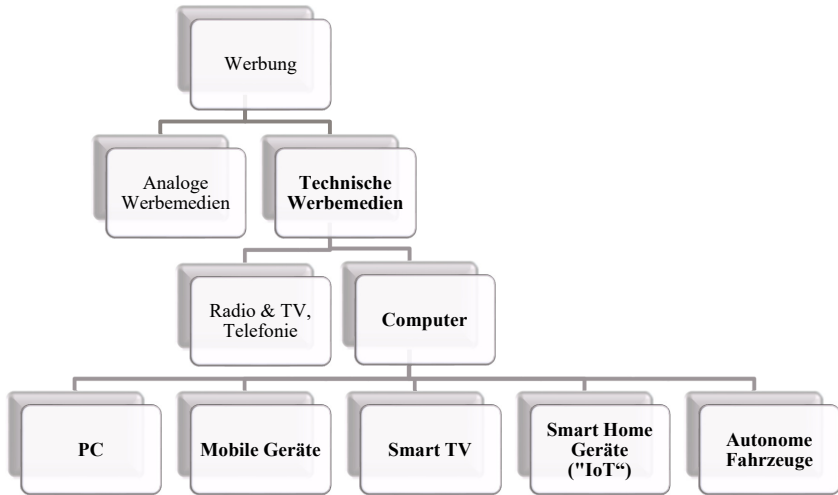 Werbung
Analoge
Werbemedien
Technische
Werbemedien
Radio & TV,
Telefonie
Computer
PC
Mobile Geräte
Smart TV
Smart Home
Geräte
("IoT“)
Autonome
Fahrzeuge